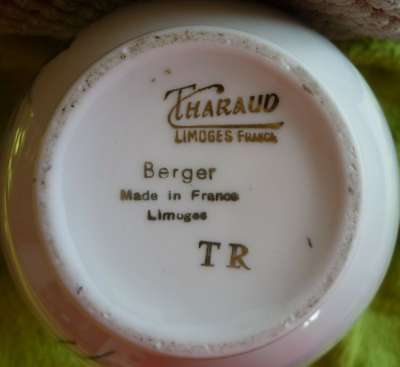 THARAUD
LIMOGES FRANCE
Berger
Made in France
Limoges
TR